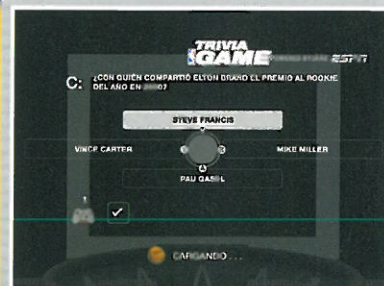 TRIVIA
GAME
ESPN
C: ¿CON QUIÉN COMPARTIÓ ELTON BRAND EL PREMIO AL ROOKIE
DEL AÑO EN
STEVE FRANCIS
VINCE CARTER
MIKE MILLER
A
PAU GASOL
1
CARGANDO...